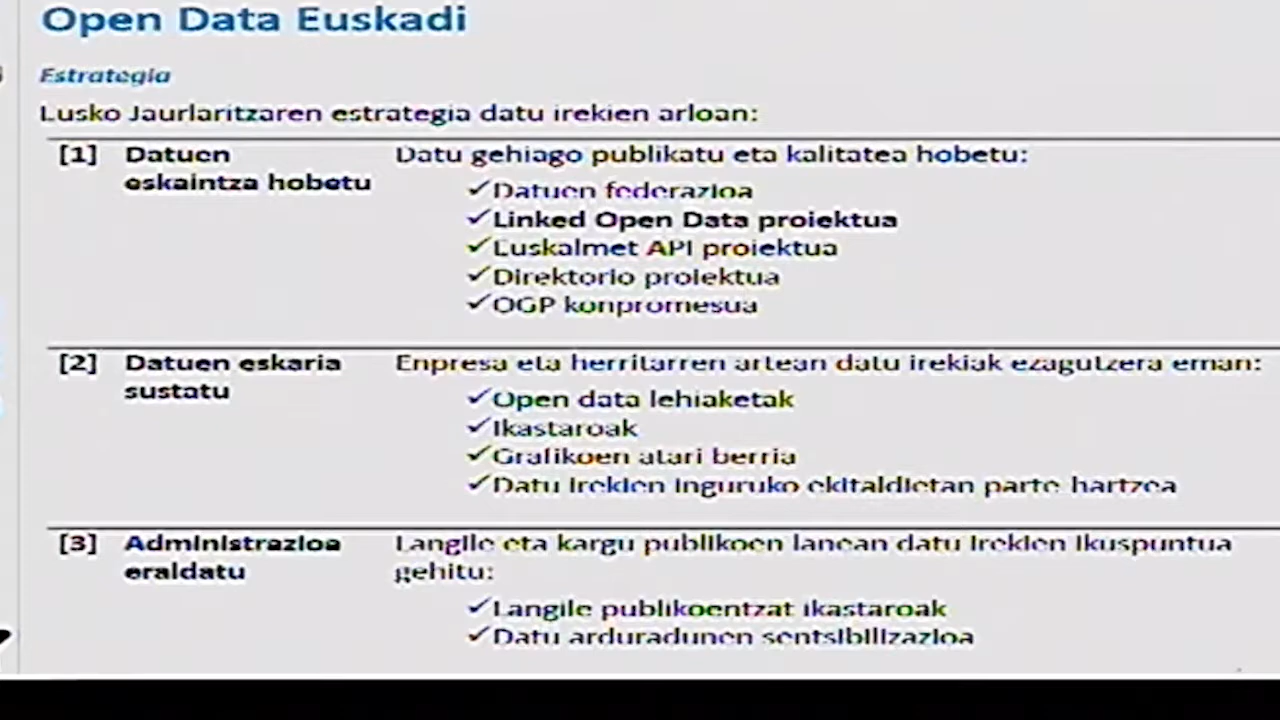 Open Data Euskadi
Estrategia
Eusko Jaurlaritzaren estrategia datu irekien arloan:
[1] Datuen eskaintza hobetu
Datu gehiago publikatu eta kalitatea hobetu:
✓Datuen federazioa
✓Linked Open Data proiektua
✓Euskalmet API proiektua
✓Direktorio proiektua
✓OGP konpromesua
[2] Datuen eskaria sustatu
Enpresa eta herritarren artean datu irekiak ezagutzera eman:
✓Open data lehiaketak
✓Ikastaroak
✓Grafikoen atari berria
✓Datu irekien inguruko ekitaldietan parte-hartzea
[3] Administrazioa eraldatu
Langile eta kargu publikoen lanean datu irekien ikuspuntua
gehitu:
✓Langile publikoentzat ikastaroak
✓Datu arduradunen sentsibilizazioa